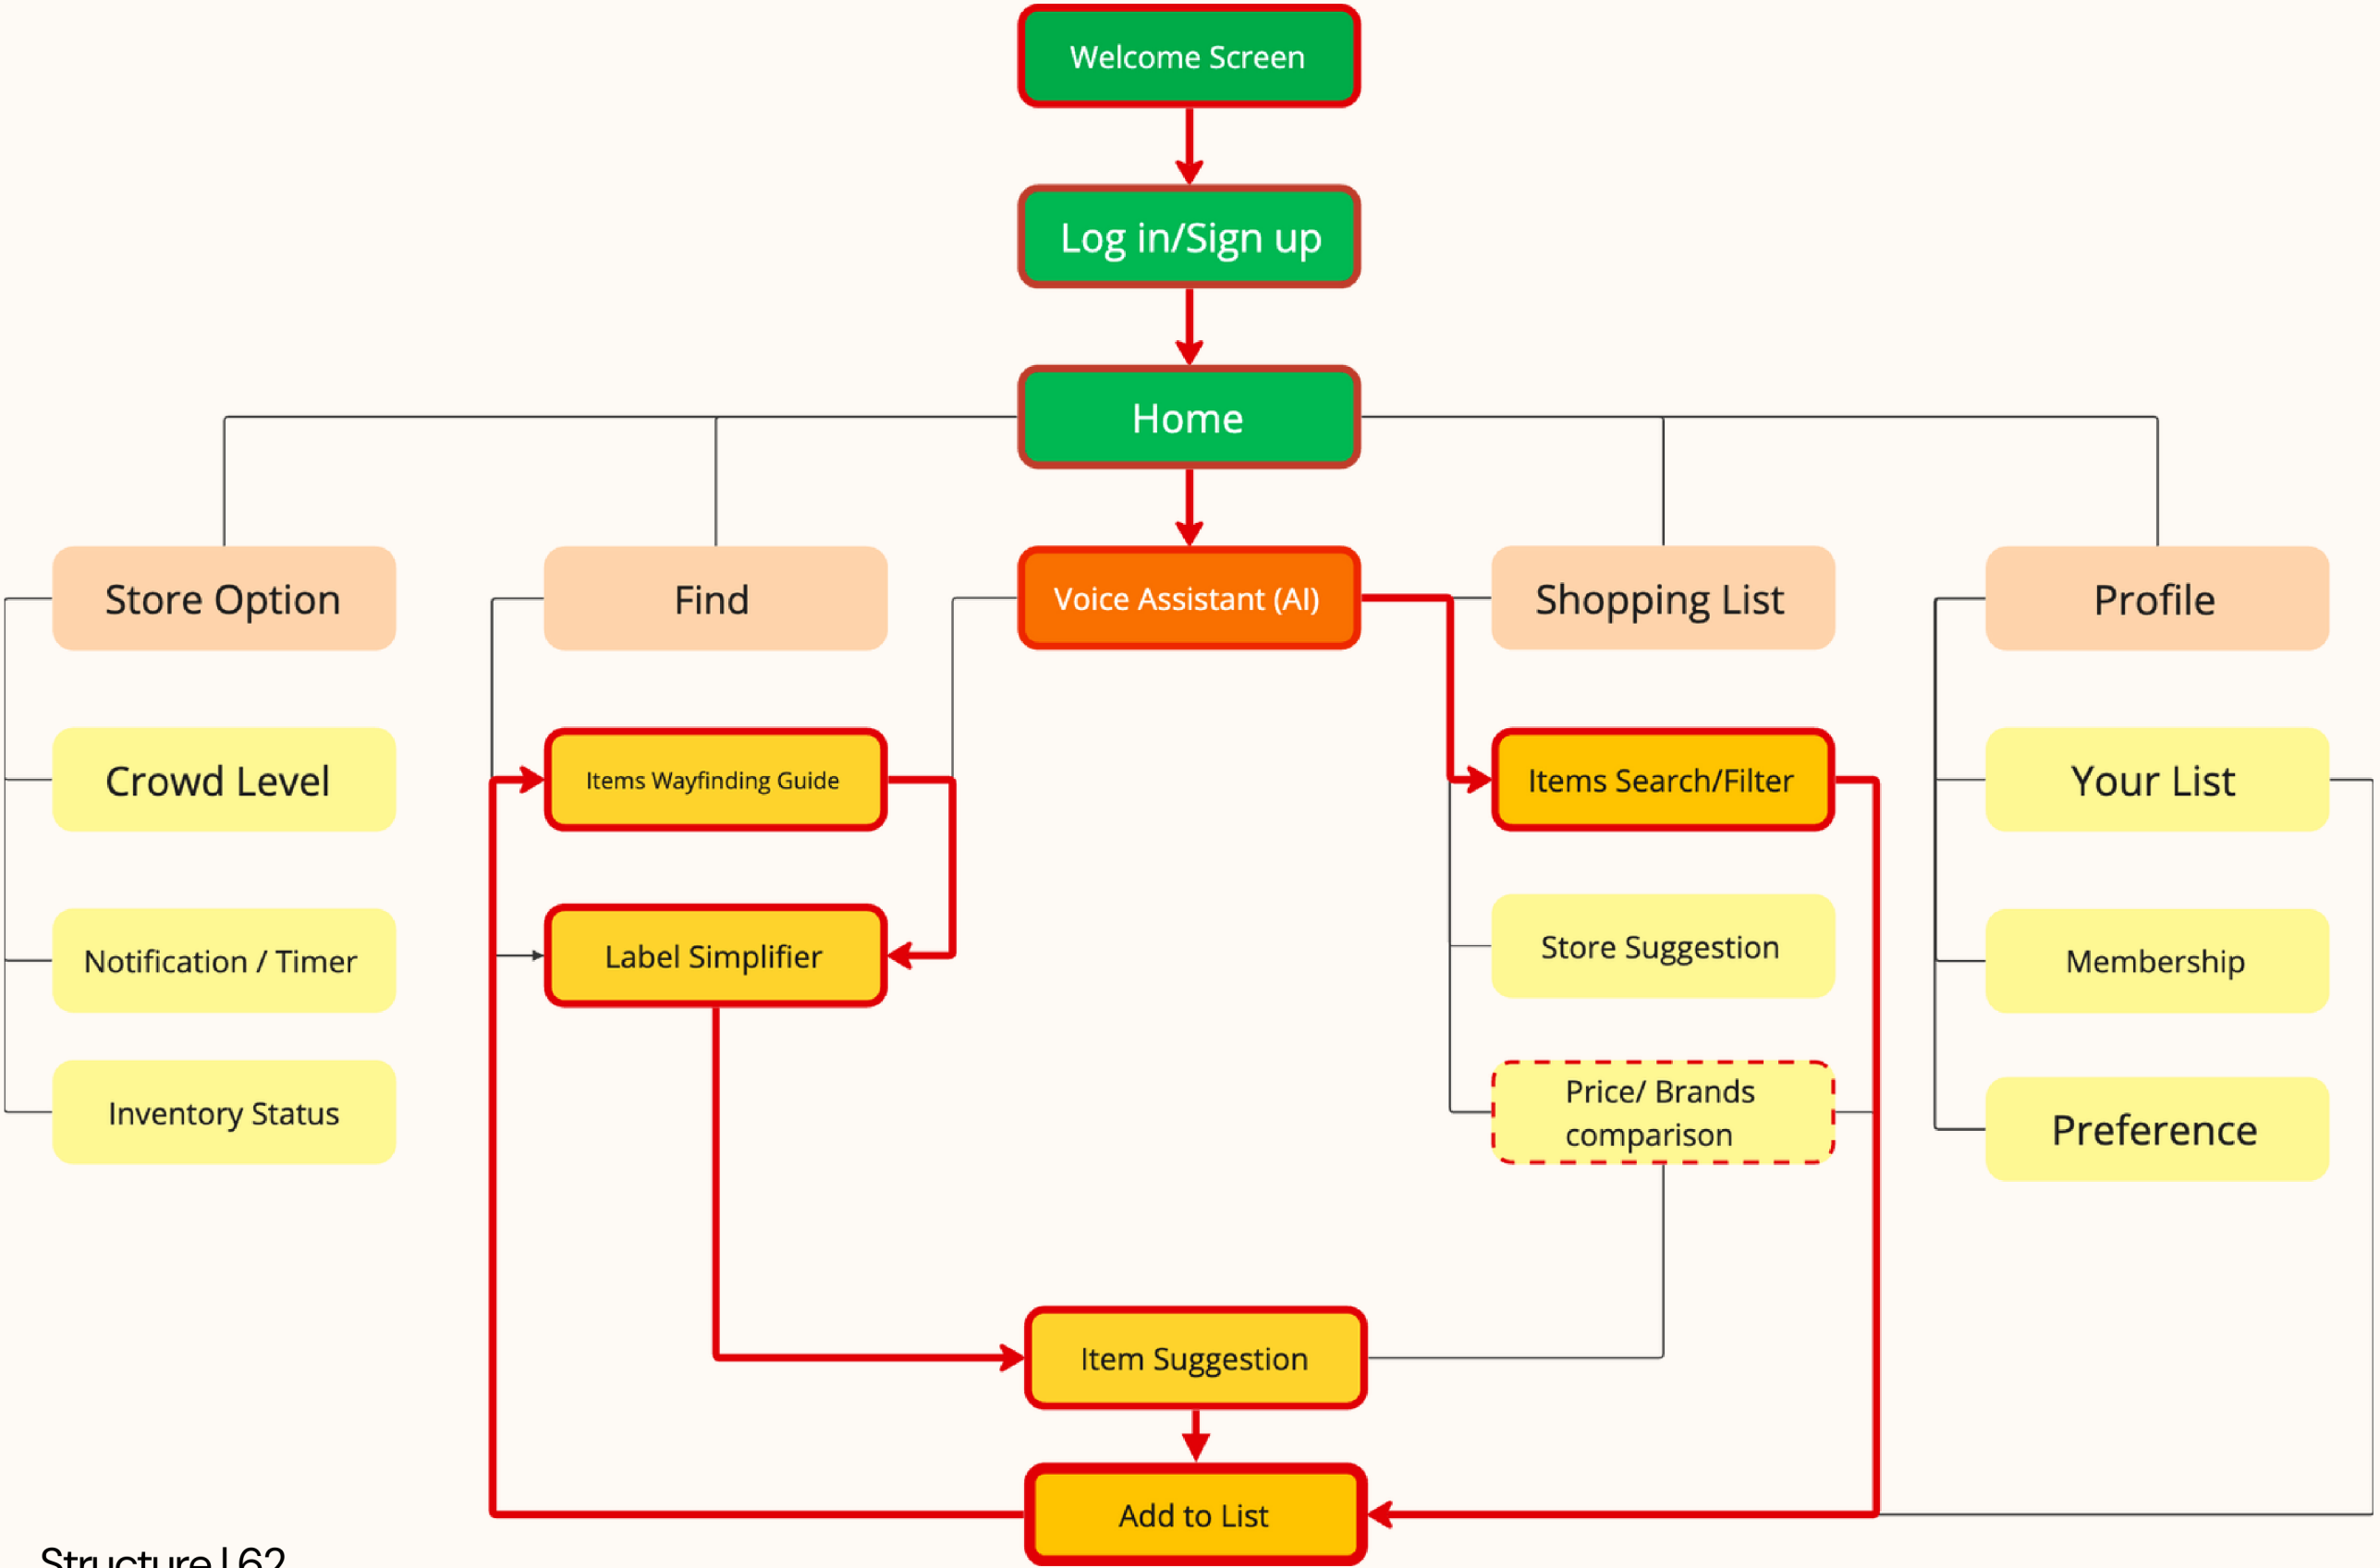 Welcome Screen
Log in/Sign up
Home
Store Option
Find
Voice Assistant (AI)
Shopping List
Profile
Crowd Level
Items Wayfinding Guide
Items Search/Filter
Your List
Notification / Timer
Label Simplifier
Store Suggestion
Membership
Inventory Status
Price/ Brands
comparison
Preference
Item Suggestion
Add to List
Structure | 62